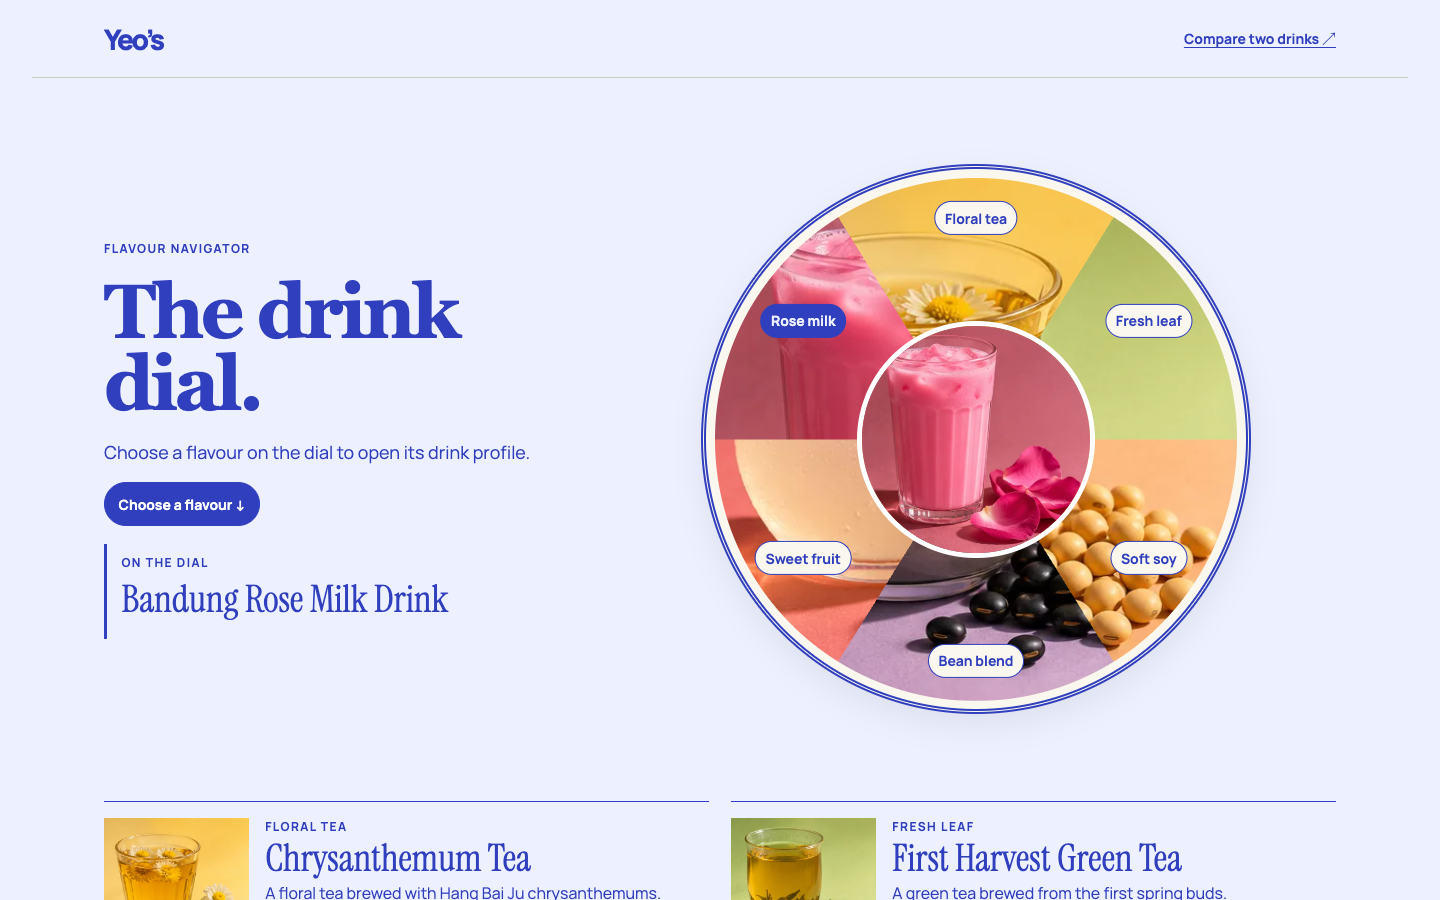 Yeo's
Compare two drinks ↗
FLAVOUR NAVIGATOR
The drink
dial.
Choose a flavour on the dial to open its drink profile.
Choose a flavour ↓
ON THE DIAL
Bandung Rose Milk Drink
Floral tea
Rose milk
Fresh leaf
Sweet fruit
Soft soy
Bean blend
FLORAL TEA
Chrysanthemum Tea
A floral tea brewed with Hang Bai Ju chrysanthemums.
FRESH LEAF
First Harvest Green Tea
A green tea brewed from the first spring buds.